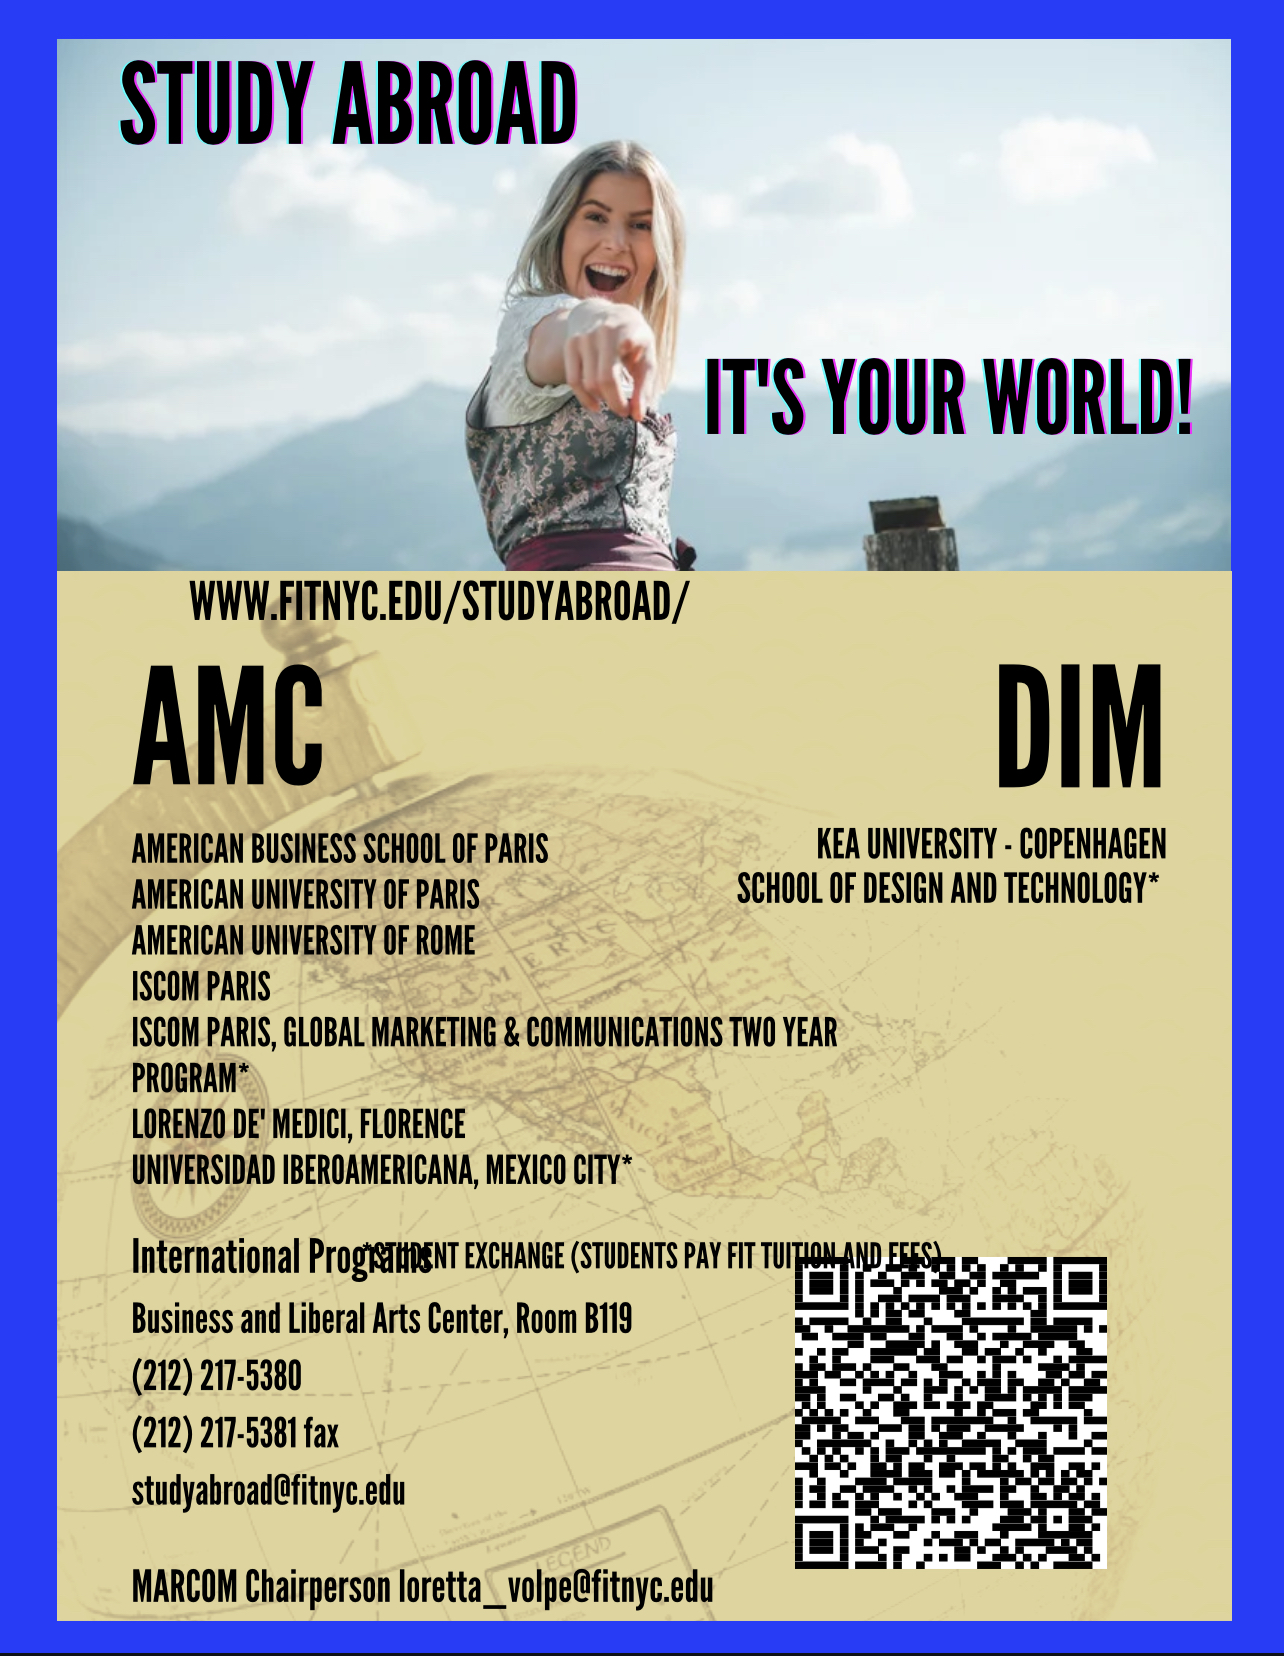 STUDY ABROAD
IT'S YOUR WORLD!
WWW.FITNYC.EDU/STUDYABROAD/
AMC
AMERICAN BUSINESS SCHOOL OF PARIS
AMERICAN UNIVERSITY OF PARIS
AMERICAN UNIVERSITY OF ROME
ISCOM PARIS
ISCOM PARIS, GLOBAL MARKETING & COMMUNICATIONS TWO YEAR
PROGRAM*
LORENZO DE' MEDICI, FLORENCE
UNIVERSIDAD IBEROAMERICANA, MEXICO CITY*
DIM
KEA UNIVERSITY - COPENHAGEN
SCHOOL OF DESIGN AND TECHNOLOGY*
*STUDENT EXCHANGE (STUDENTS PAY FIT TUITION AND FEES)
International Programs
Business and Liberal Arts Center, Room B119
(212) 217-5380
(212) 217-5381 fax
studyabroad@fitnyc.edu
MARCOM Chairperson loretta_volpe@fitnyc.edu
LEGEND